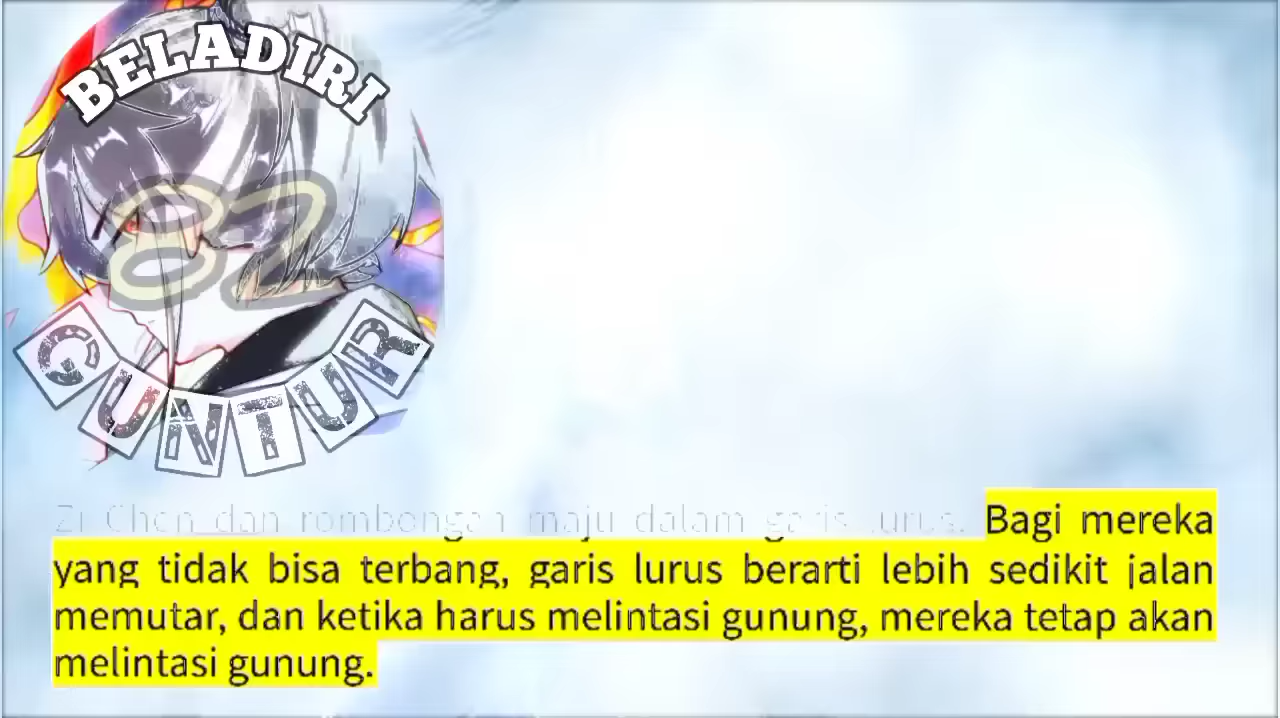 BELADIRI
82
GUNTUR
Zi Chen dan rombongan maju dalam garis lurus. Bagi mereka
yang tidak bisa terbang, garis lurus berarti lebih sedikit jalan
memutar, dan ketika harus melintasi gunung, mereka tetap akan
melintasi gunung.